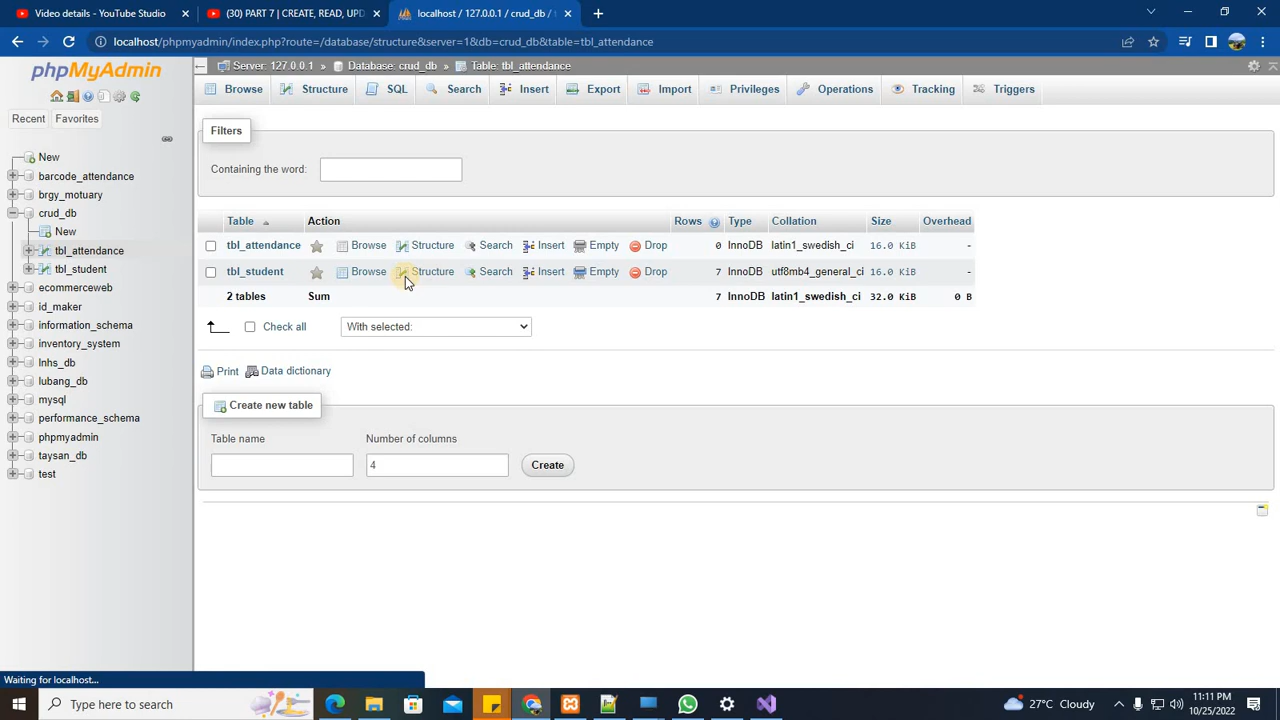 Video details - YouTube Studio
(30) PART 7 | CREATE, READ, UPD
localhost / 127.0.0.1 / crud_db /
localhost/phpmyadmin/index.php?route=/database/structure&server=1&db=crud_db&table=tbl_attendance
phpMyAdmin
Recent Favorites
New
barcode_attendance
brgy_motuary
crud_db
New
tbl_attendance
tbl_student
ecommerceweb
id_maker
information_schema
inventory_system
lnhs_db
lubang_db
mysql
performance_schema
phpmyadmin
taysan_db
test
Server: 127.0.0.1 » Database: crud_db » Table: tbl_attendance
Browse Structure SQL Search Insert Export Import Privileges Operations Tracking Triggers
Filters
Containing the word:
Table Action Rows Type Collation Size Overhead
tbl_attendance Browse Structure Search Insert Empty Drop 0 InnoDB latin1_swedish_ci 16.0 KiB -
tbl_student Browse Structure Search Insert Empty Drop 7 InnoDB utf8mb4_general_ci 16.0 KiB -
2 tables Sum 7 InnoDB latin1_swedish_ci 32.0 KiB 0 B
Check all With selected:
Print Data dictionary
Create new table
Table name Number of columns
4 Create
Waiting for localhost...
Type here to search
27°C Cloudy
11:11 PM
10/25/2022